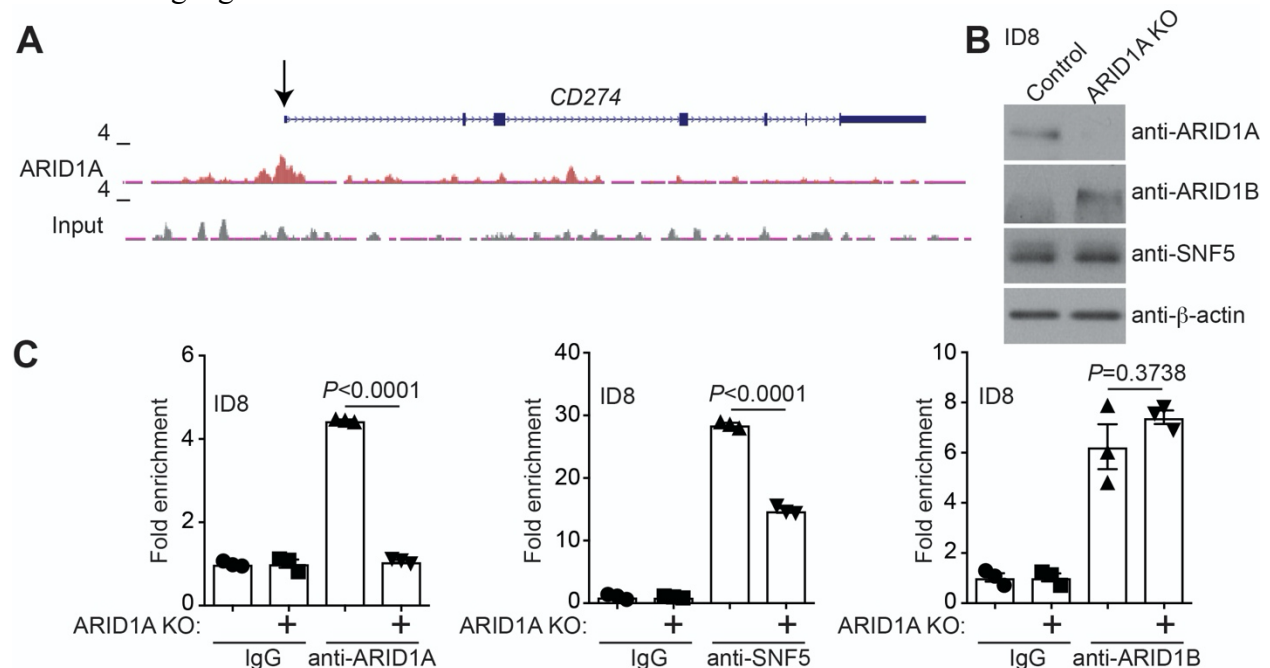 A
CD274
4
ARID1A
4
Input
B
ID8
Control
ARID1A KO
anti-ARID1A
anti-ARID1B
anti-SNF5
anti-β-actin
C
Fold enrichment
6
4
2
0
ID8
P<0.0001
ARID1A KO:
+
+
IgG
anti-ARID1A
Fold enrichment
40
30
20
10
0
ID8
P<0.0001
ARID1A KO:
+
+
IgG
anti-SNF5
Fold enrichment
10
8
6
4
2
0
ID8
P=0.3738
ARID1A KO:
+
+
IgG
anti-ARID1B